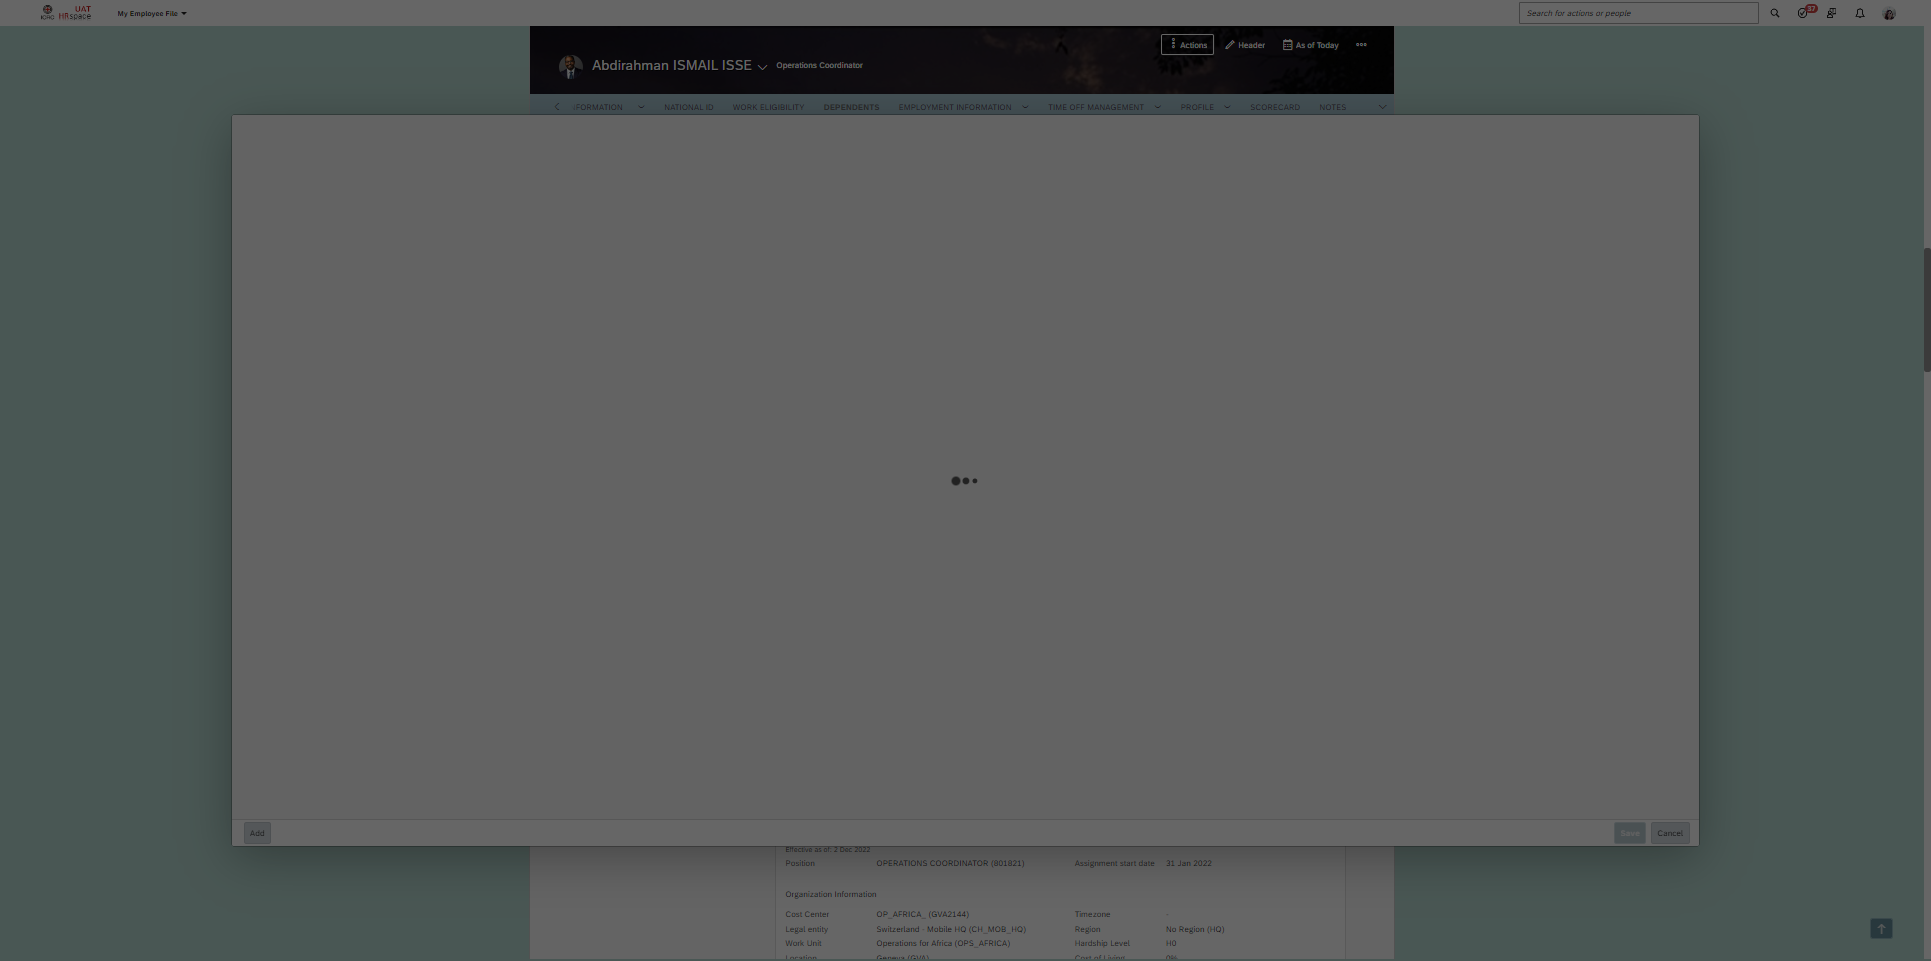 ICRC UAT HRspace My Employee File Search for actions or people 37
Actions Header As of Today
Abdirahman ISMAIL ISSE Operations Coordinator
IFORMATION NATIONAL ID WORK ELIGIBILITY DEPENDENTS EMPLOYMENT INFORMATION TIME OFF MANAGEMENT PROFILE SCORECARD NOTES
Add Save Cancel
Effective as of: 2 Dec 2022
Position OPERATIONS COORDINATOR (801821) Assignment start date 31 Jan 2022
Organization Information
Cost Center OP_AFRICA_ (GVA2144) Timezone -
Legal entity Switzerland - Mobile HQ (CH_MOB_HQ) Region No Region (HQ)
Work Unit Operations for Africa (OPS_AFRICA) Hardship Level H0
Location Geneva (GVA) Cost of Living 0%